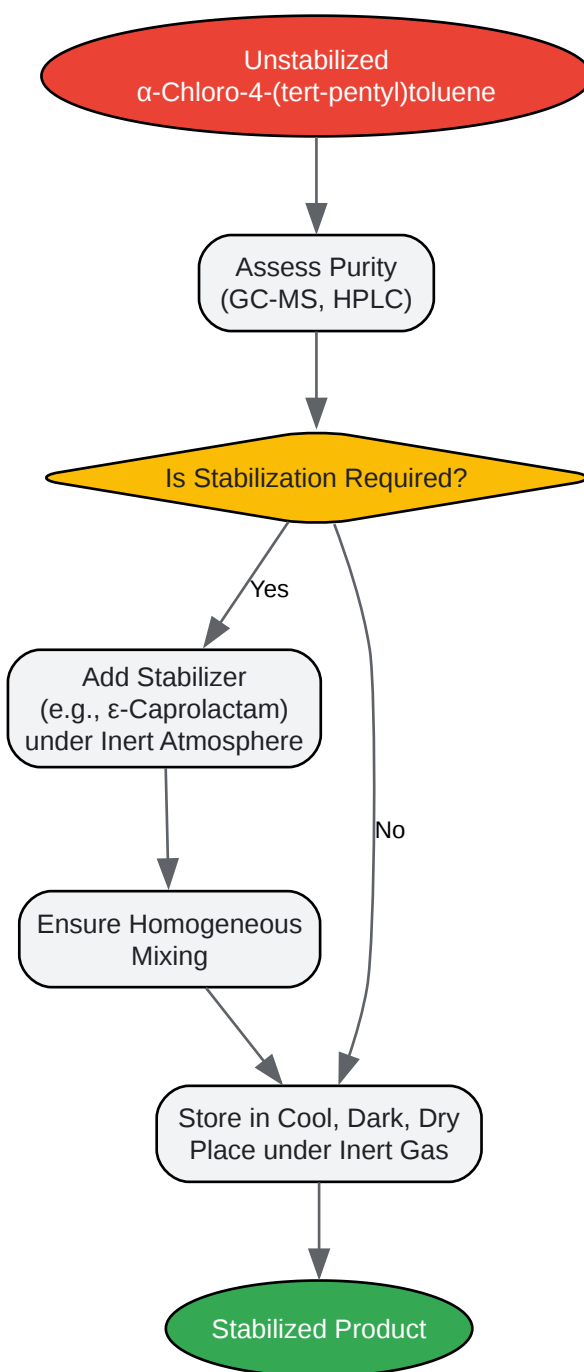 Unstabilized
α-Chloro-4-(tert-pentyl)toluene
Assess Purity
(GC-MS, HPLC)
Is Stabilization Required?
Yes
Add Stabilizer
(e.g., ε-Caprolactam)
under Inert Atmosphere
No
Ensure Homogeneous
Mixing
Store in Cool, Dark, Dry
Place under Inert Gas
Stabilized Product